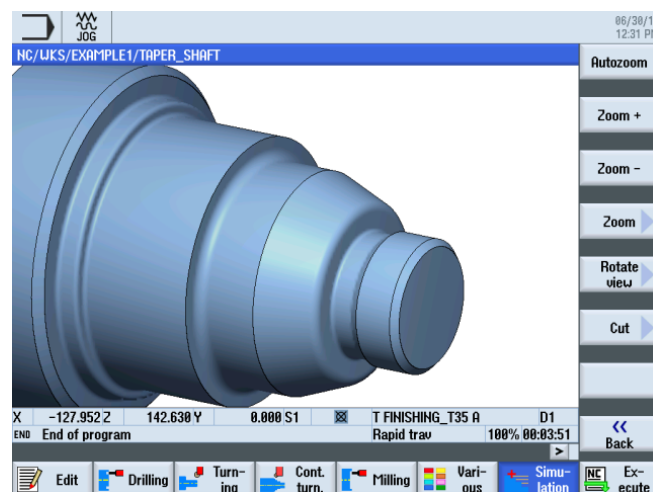 JOG
06/30/1
12:31 P
NC/WKS/EXAMPLE1/TAPER_SHAFT
Autozoom
Zoom +
Zoom -
Zoom
Rotate
view
Cut
X -127.952 Z 142.630 Y 0.000 S1 T FINISHING_T35 A D1
END End of program Rapid trav 100% 00:03:51
<<
Back
>
Edit
Drilling
Turn-
ing
Cont.
turn.
Milling
Vari-
ous
Simu-
lation
NC
Ex-
ecute